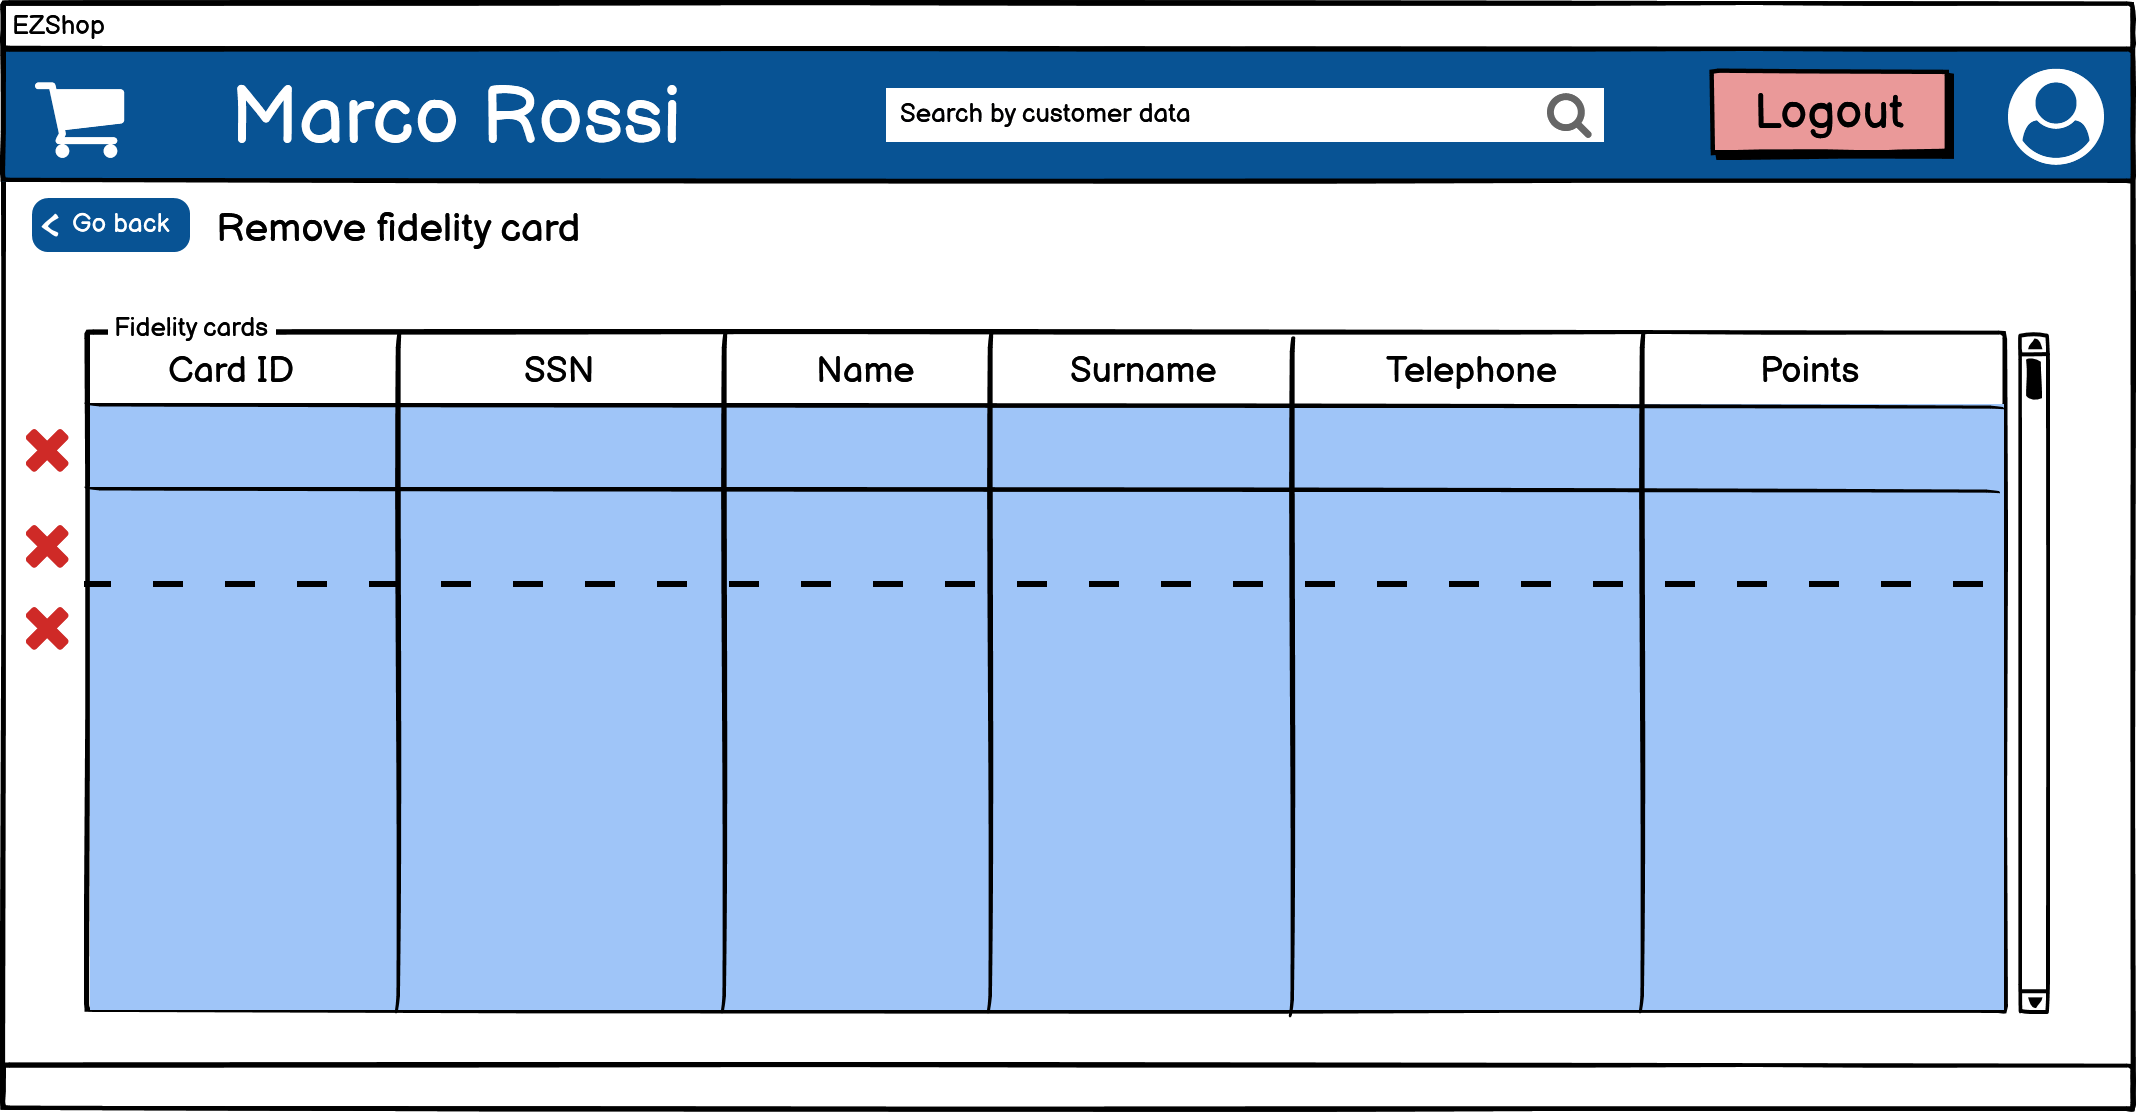 EZShop
Marco Rossi
Search by customer data
Logout
Go back
Remove fidelity card
Fidelity cards
Card ID
SSN
Name
Surname
Telephone
Points